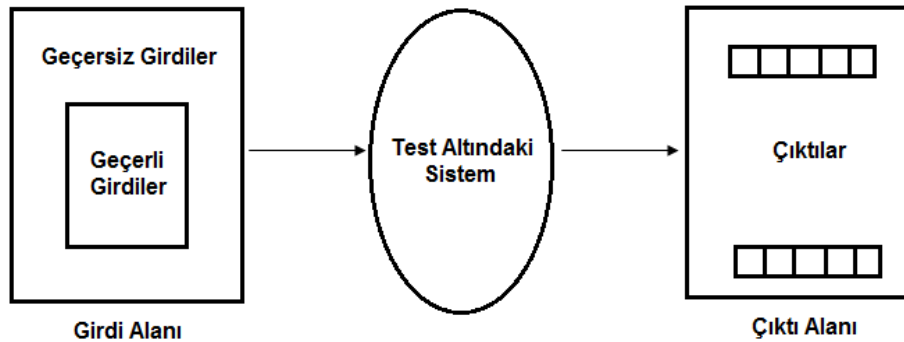 Geçersiz Girdiler
Geçerli
Girdiler
Girdi Alanı
Test Altındaki
Sistem
Çıktılar
Çıktı Alanı